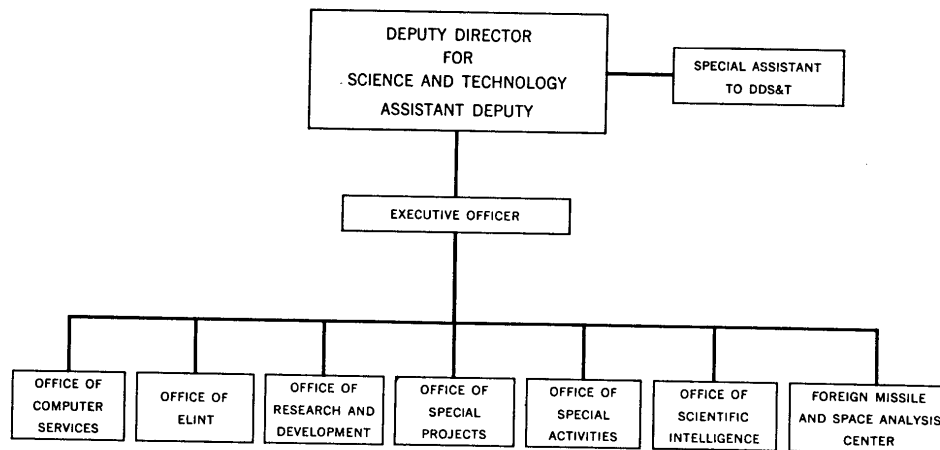 DEPUTY DIRECTOR
FOR
SCIENCE AND TECHNOLOGY
ASSISTANT DEPUTY
SPECIAL ASSISTANT
TO DDS&T
EXECUTIVE OFFICER
OFFICE OF
COMPUTER
SERVICES
OFFICE OF
ELINT
OFFICE OF
RESEARCH AND
DEVELOPMENT
OFFICE OF
SPECIAL
PROJECTS
OFFICE OF
SPECIAL
ACTIVITIES
OFFICE OF
SCIENTIFIC
INTELLIGENCE
FOREIGN MISSILE
AND SPACE ANALYSIS
CENTER